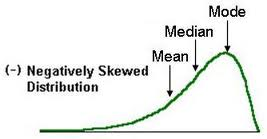 Mode
Median
Mean
(-) Negatively Skewed
Distribution